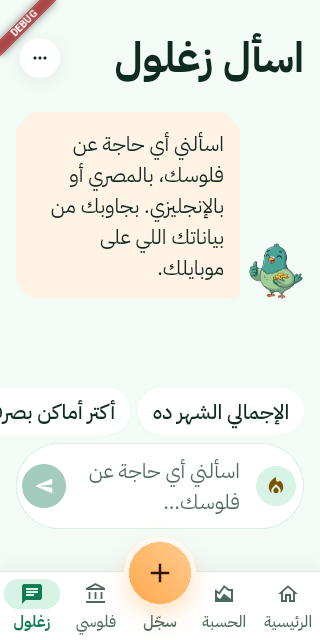 DEBUG
اسأل زغلول
اسألني أي حاجة عن
فلوسك، بالمصري أو
بالإنجليزي. بجاوبك من
بياناتك اللي على
موبايلك.
الإجمالي الشهر ده
أكتر أماكن بصرف
اسألني أي حاجة عن
فلوسك...
الرئيسية
الحسبة
سجّل
فلوسي
زغلول